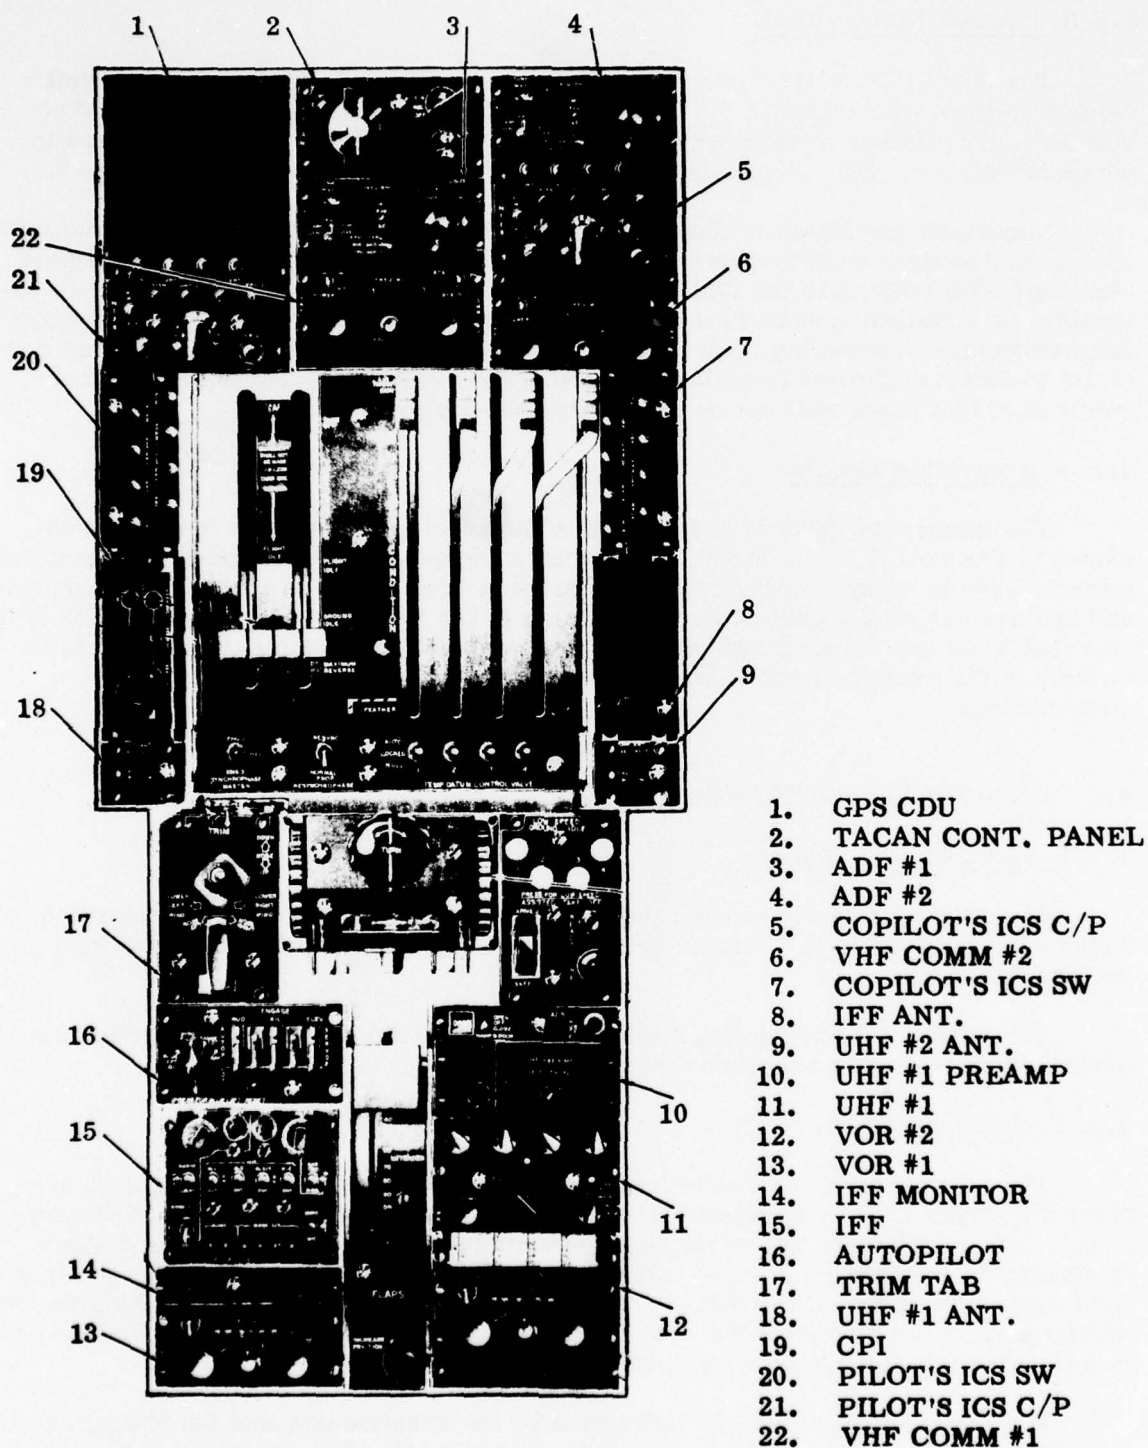 1
2
3
4
5
22
6
21
7
20
19
8
9
18
17
16
10
15
11
14
12
13
FLIGHT
IDLE
CONDITION
GROUND
IDLE
MAXIMUM
REVERSE
FEATHER
RESYNC
NORMAL
TEMP DATUM CONTROL VALVE
TRIM
ENGAGE
FLAPS
1. GPS CDU
2. TACAN CONT. PANEL
3. ADF #1
4. ADF #2
5. COPILOT'S ICS C/P
6. VHF COMM #2
7. COPILOT'S ICS SW
8. IFF ANT.
9. UHF #2 ANT.
10. UHF #1 PREAMP
11. UHF #1
12. VOR #2
13. VOR #1
14. IFF MONITOR
15. IFF
16. AUTOPILOT
17. TRIM TAB
18. UHF #1 ANT.
19. CPI
20. PILOT'S ICS SW
21. PILOT'S ICS C/P
22. VHF COMM #1